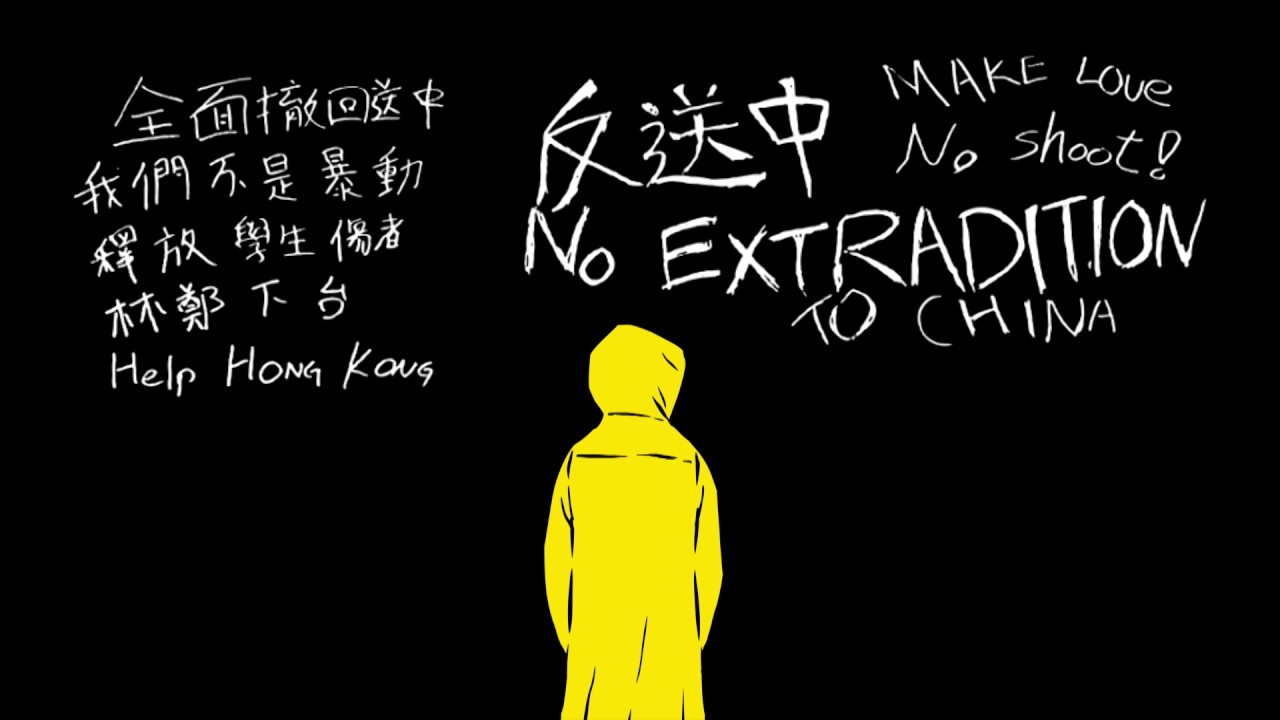 全面撤回送中
我們不是暴動
釋放學生傷者
林鄭下台
Help HONG KONG
反送中
No EXTRADITION
TO CHINA
MAKE LOVE
No shoot!